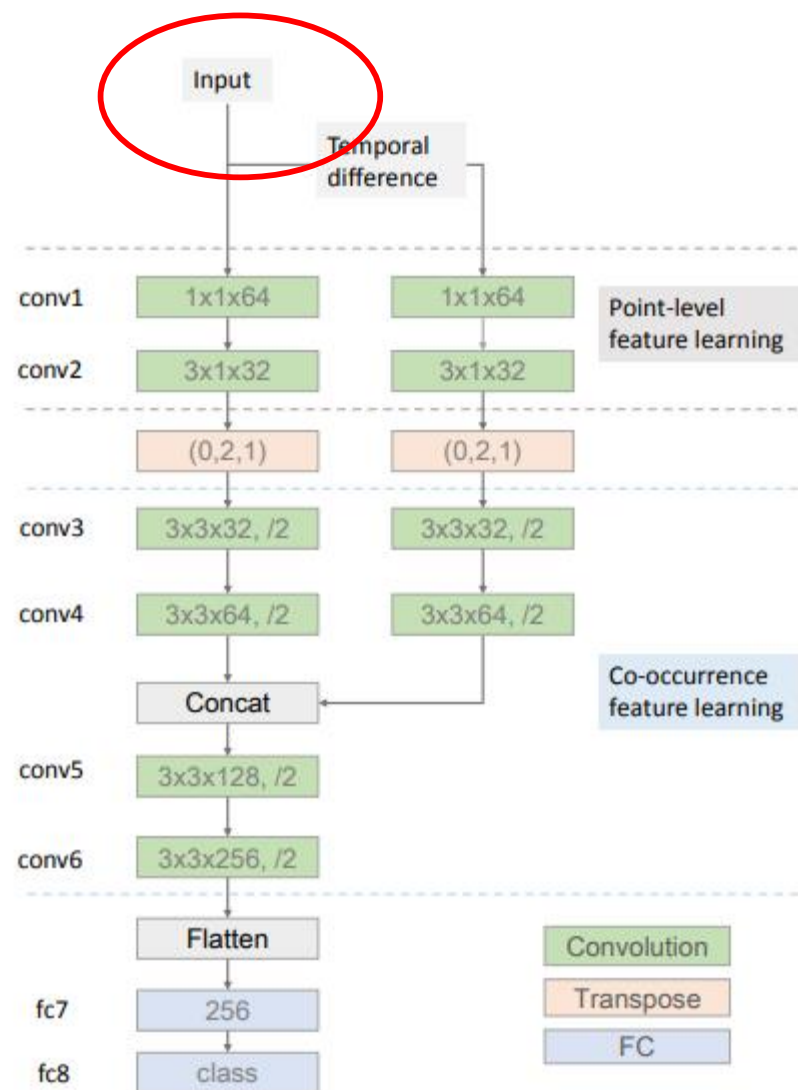 Input
Temporal
difference
conv1
1x1x64
1x1x64
Point-level
feature learning
conv2
3x1x32
3x1x32
(0,2,1)
(0,2,1)
conv3
3x3x32, /2
3x3x32, /2
conv4
3x3x64, /2
3x3x64, /2
Concat
Co-occurrence
feature learning
conv5
3x3x128, /2
conv6
3x3x256, /2
Flatten
Convolution
fc7
256
Transpose
FC
fc8
class